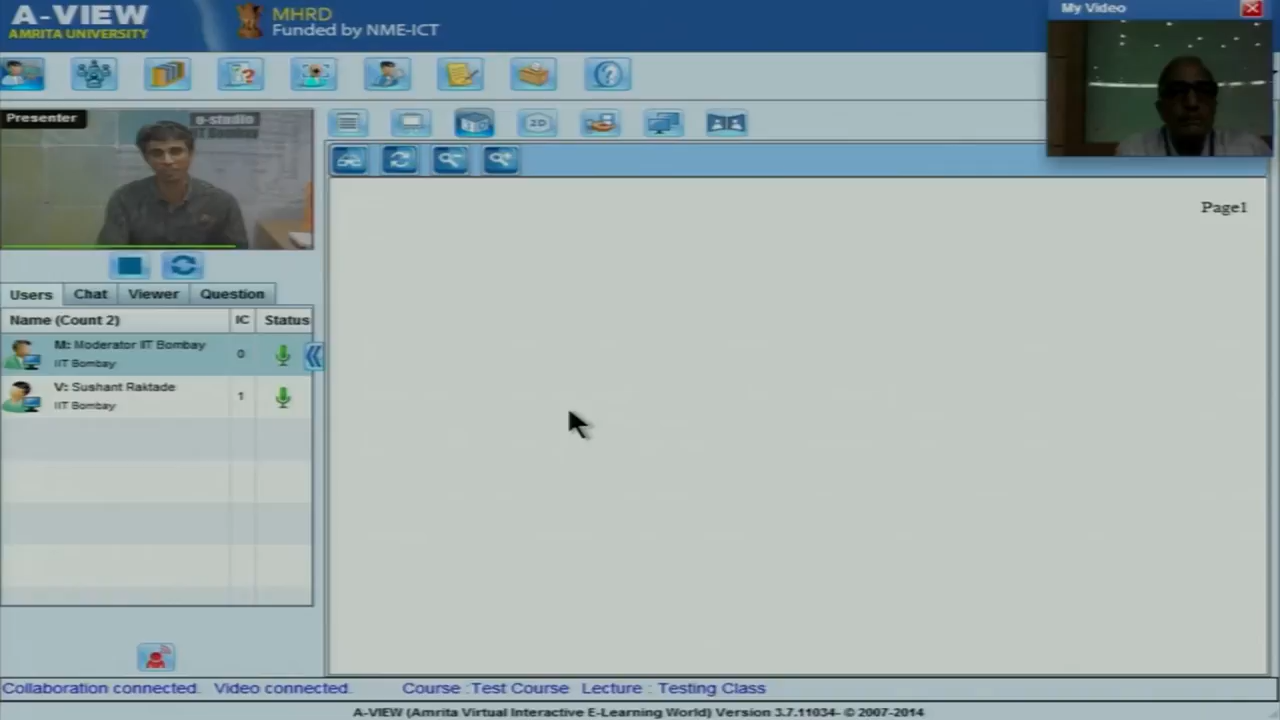 A-VIEW
AMRITA UNIVERSITY
MHRD
Funded by NME-ICT
My Video
Presenter
e-studio
IIT Bombay
2D
Page1
Users
Chat
Viewer
Question
Name (Count 2)
IC
Status
M: Moderator IIT Bombay
IIT Bombay
0
V: Sushant Raktade
IIT Bombay
1
Collaboration connected.
Video connected.
Course : Test Course
Lecture : Testing Class
A-VIEW (Amrita Virtual Interactive E-Learning World) Version 3.7.11034- © 2007-2014